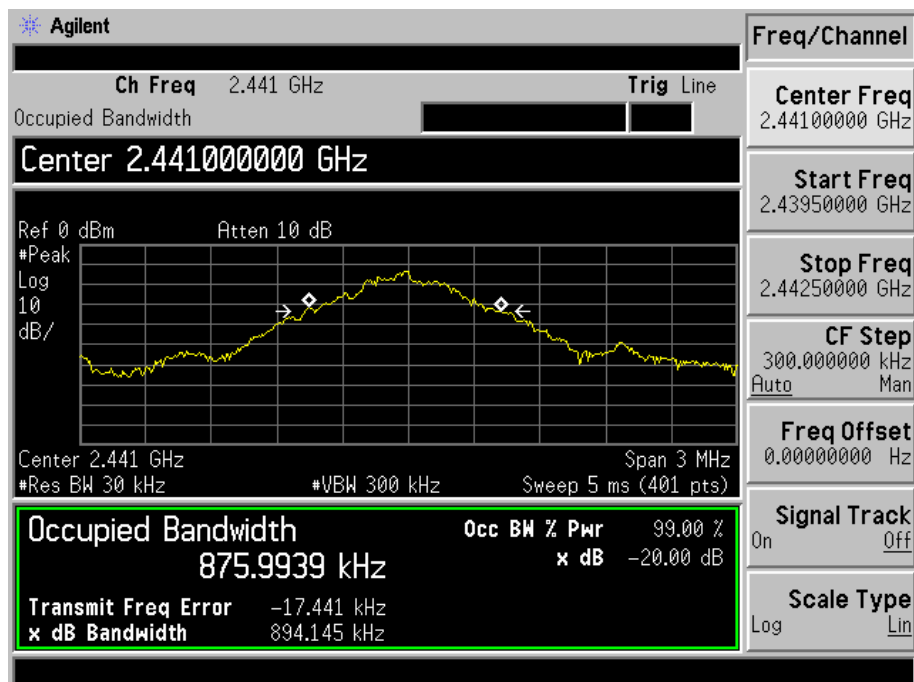 Agilent
Freq/Channel
Ch Freq 2.441 GHz Trig Line
Occupied Bandwidth
Center 2.441000000 GHz
Ref 0 dBm Atten 10 dB
#Peak
Log
10
dB/
Center 2.441 GHz Span 3 MHz
#Res BW 30 kHz #VBW 300 kHz Sweep 5 ms (401 pts)
Occupied Bandwidth
875.9939 kHz
Occ BW % Pwr 99.00 %
x dB -20.00 dB
Transmit Freq Error -17.441 kHz
x dB Bandwidth 894.145 kHz
Center Freq
2.44100000 GHz
Start Freq
2.43950000 GHz
Stop Freq
2.44250000 GHz
CF Step
300.000000 kHz
Auto Man
Freq Offset
0.00000000 Hz
Signal Track
On Off
Scale Type
Log Lin